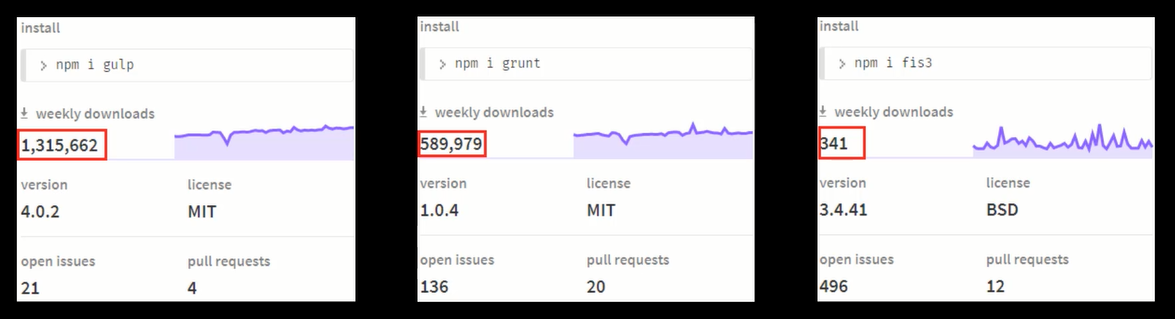 install
> npm i gulp
weekly downloads
1,315,662
version license
4.0.2 MIT
open issues pull requests
21 4
install
> npm i grunt
weekly downloads
589,979
version license
1.0.4 MIT
open issues pull requests
136 20
install
> npm i fis3
weekly downloads
341
version license
3.4.41 BSD
open issues pull requests
496 12